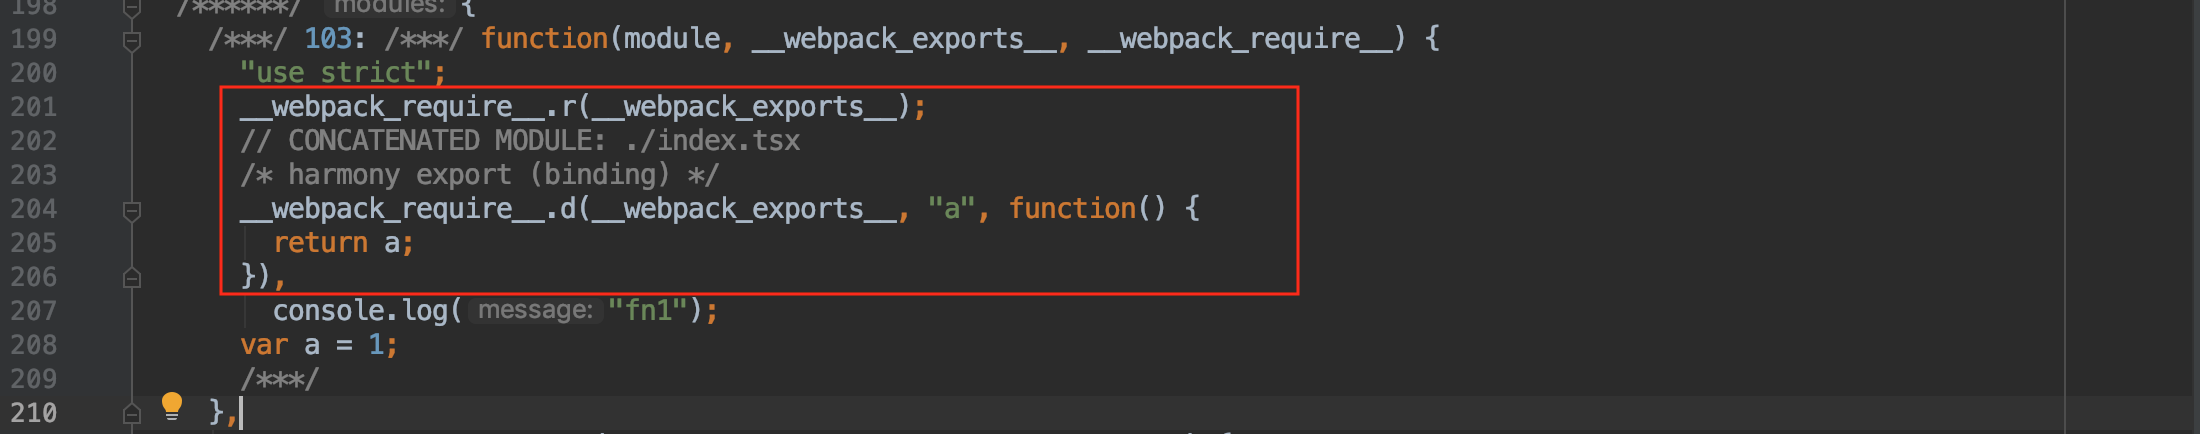 198 /******/ modules: {
199 /***/ 103: /***/ function(module, __webpack_exports__, __webpack_require__) {
200 "use strict";
201 __webpack_require__.r(__webpack_exports__);
202 // CONCATENATED MODULE: ./index.tsx
203 /* harmony export (binding) */
204 __webpack_require__.d(__webpack_exports__, "a", function() {
205 return a;
206 }),
207 console.log( message: "fn1");
208 var a = 1;
209 /***/
210 },